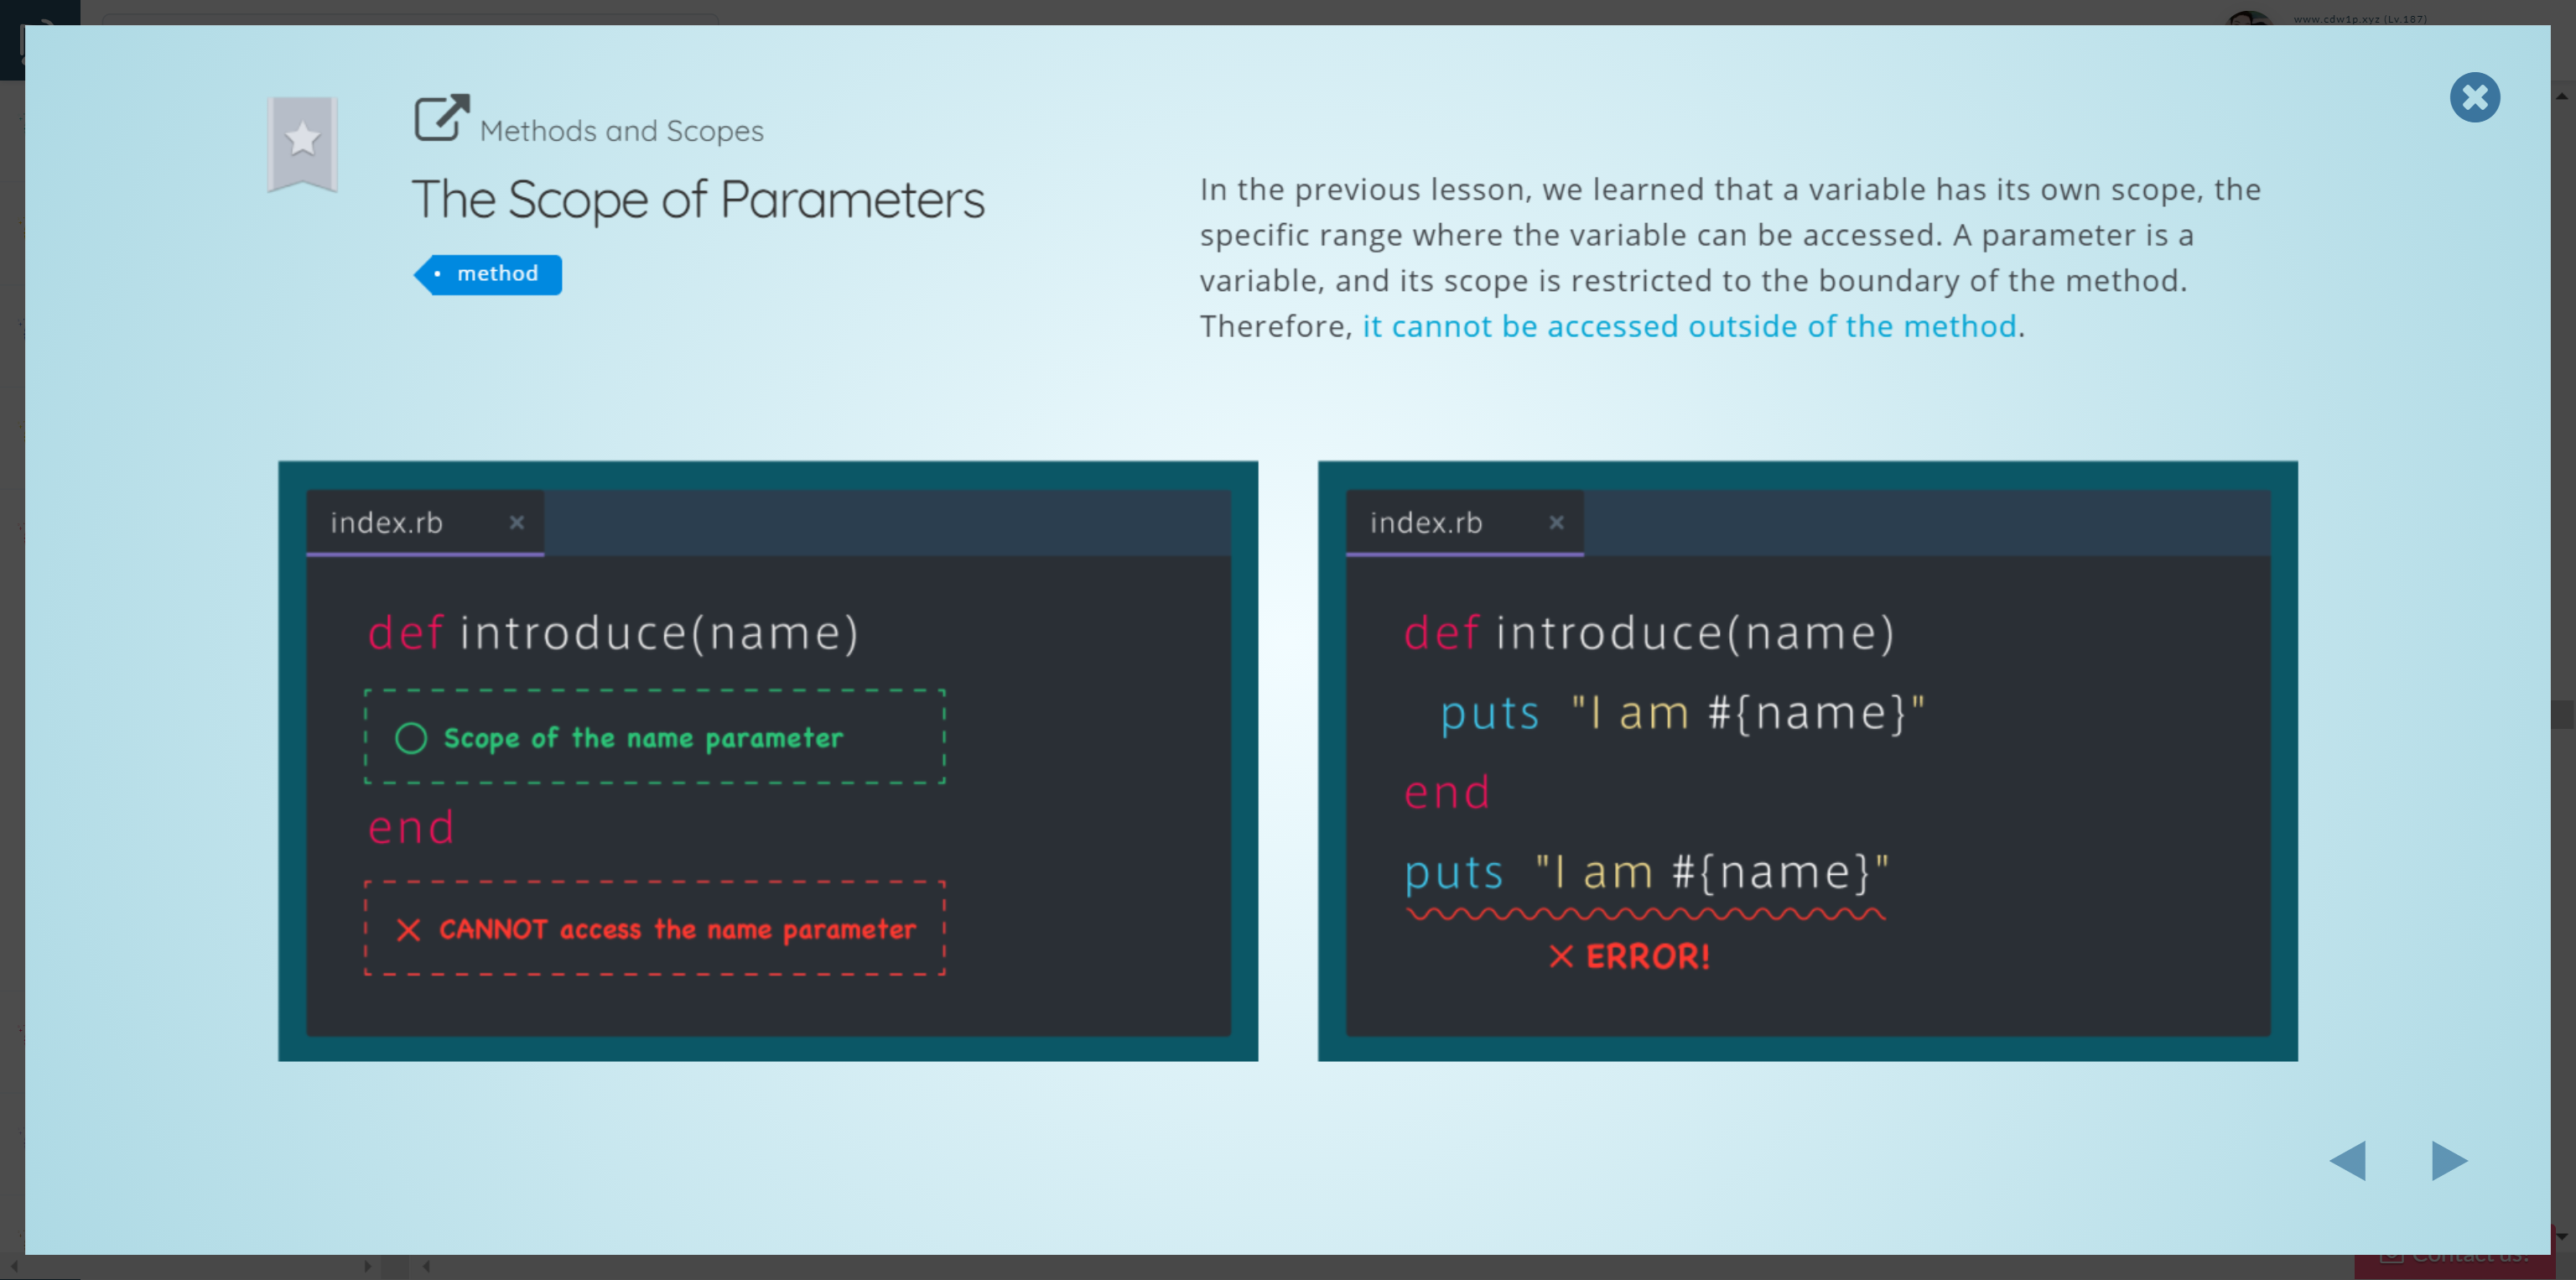 www.cdw1p.xyz (Lv.187)
Methods and Scopes
The Scope of Parameters
method
In the previous lesson, we learned that a variable has its own scope, the
specific range where the variable can be accessed. A parameter is a
variable, and its scope is restricted to the boundary of the method.
Therefore, it cannot be accessed outside of the method.
index.rb
def introduce(name)
Scope of the name parameter
end
CANNOT access the name parameter
index.rb
def introduce(name)
puts "I am #{name}"
end
puts "I am #{name}"
ERROR!
Contact us!